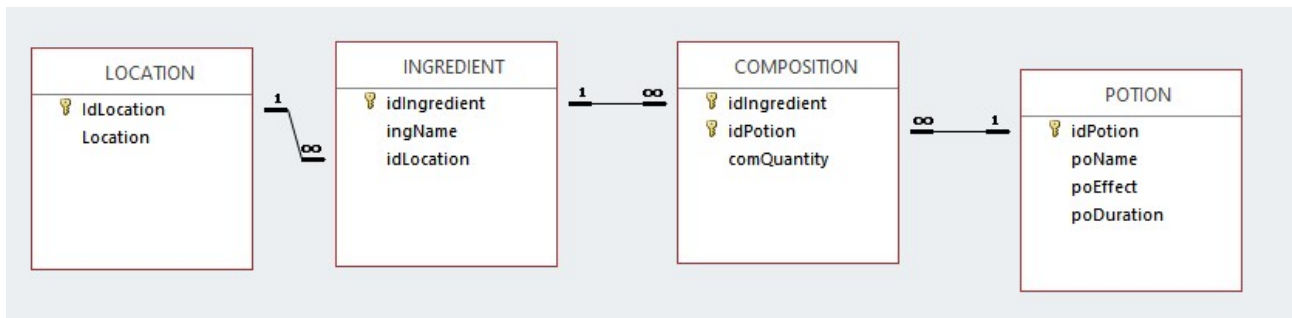 LOCATION
IdLocation
Location
1
∞
INGREDIENT
idIngredient
ingName
idLocation
1
∞
COMPOSITION
idIngredient
idPotion
comQuantity
∞
1
POTION
idPotion
poName
poEffect
poDuration